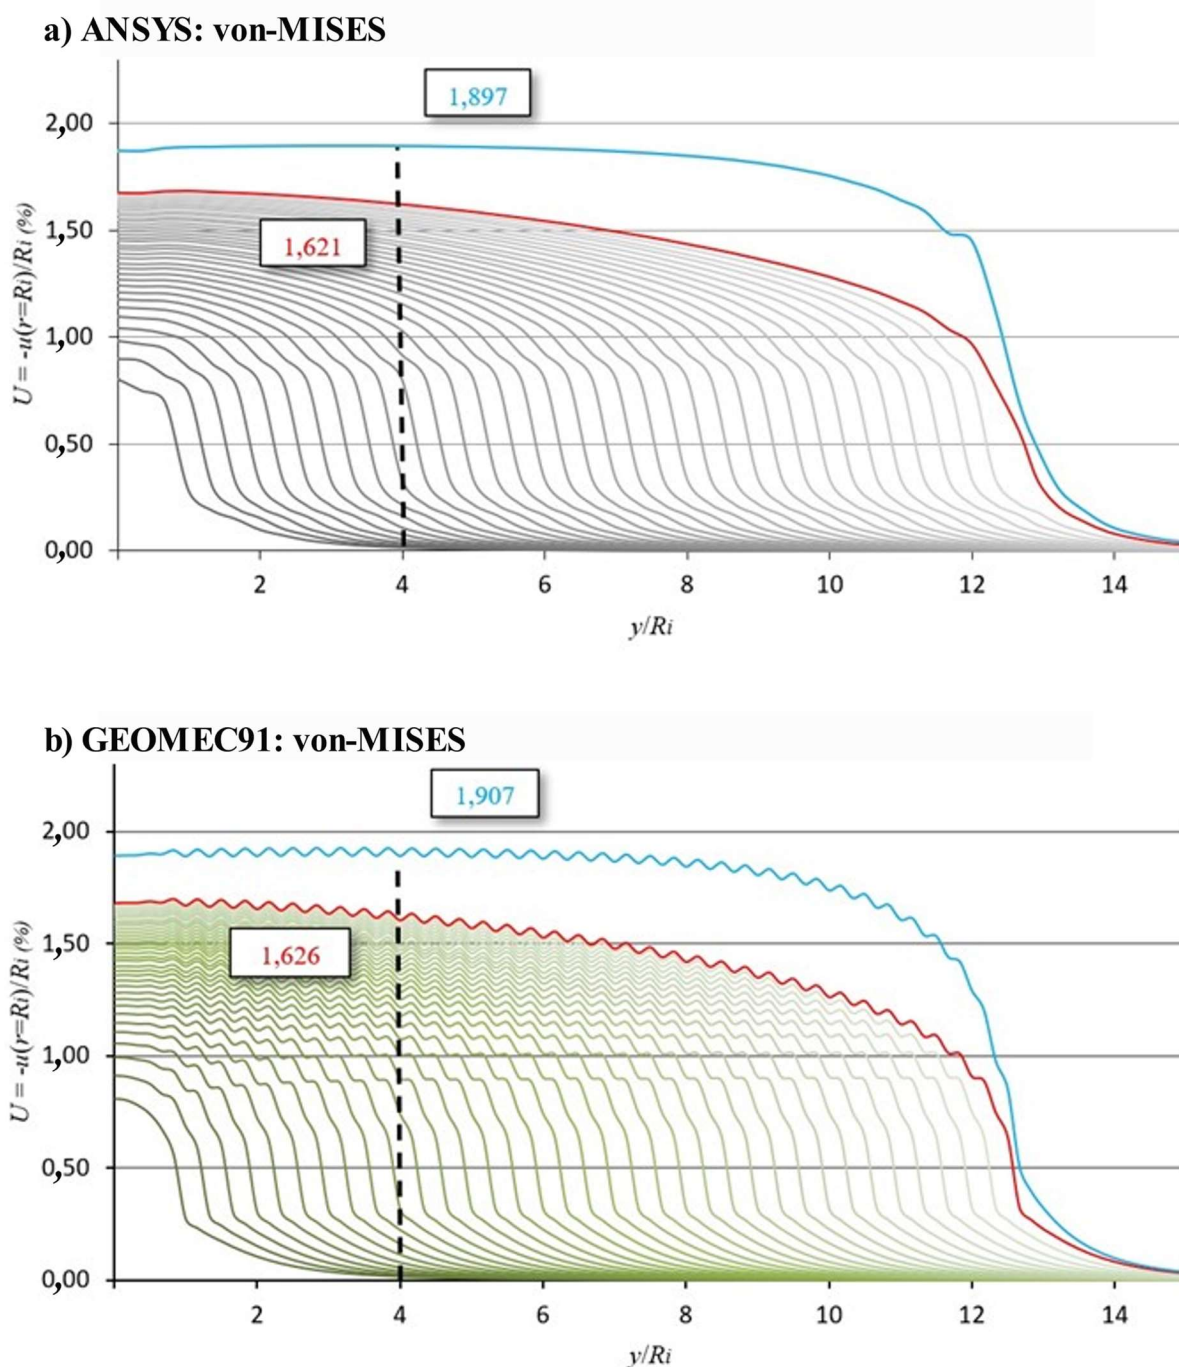 a) ANSYS: von-MISES
1,897
2,00
1,50
1,621
1,00
0,50
0,00
U = -u(r=Ri)/Ri (%)
2 4 6 8 10 12 14
y/Ri
b) GEOMEC91: von-MISES
1,907
2,00
1,50
1,626
1,00
0,50
0,00
U = -u(r=Ri)/Ri (%)
2 4 6 8 10 12 14
y/Ri